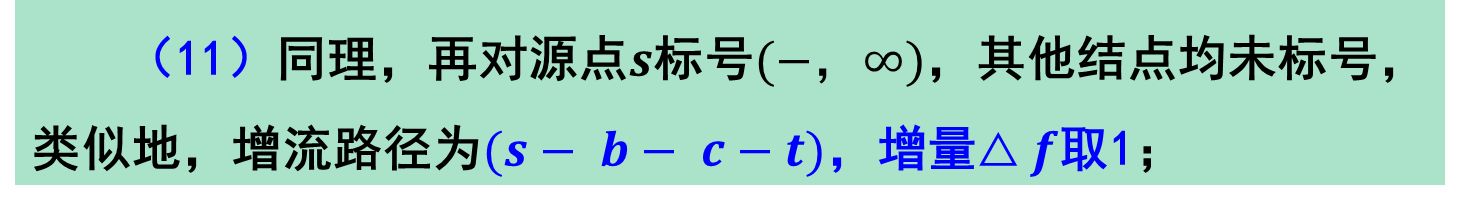 （11）同理，再对源点s标号(−，∞)，其他结点均未标号，
类似地，增流路径为(s − b − c − t)，增量△ f取1；